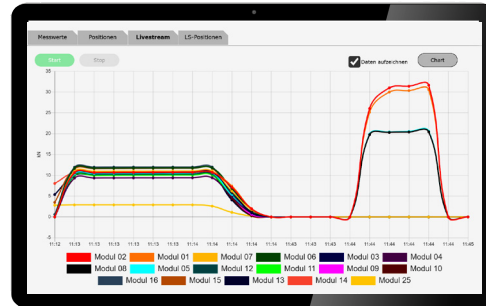 Messwerte Positionen Livestream LS-Positionen
Start Stop Daten aufzeichnen Chart
35
30
25
20
15
10
5
0
-5
kN
11:12 11:13 11:13 11:13 11:13 11:13 11:14 11:14 11:14 11:14 11:14 11:14 11:45 11:44 11:44 11:44 11:44 11:44 11:45
Modul 02 Modul 01 Modul 07 Modul 06 Modul 03 Modul 04
Modul 08 Modul 05 Modul 12 Modul 11 Modul 09 Modul 10
Modul 16 Modul 15 Modul 13 Modul 14 Modul 25